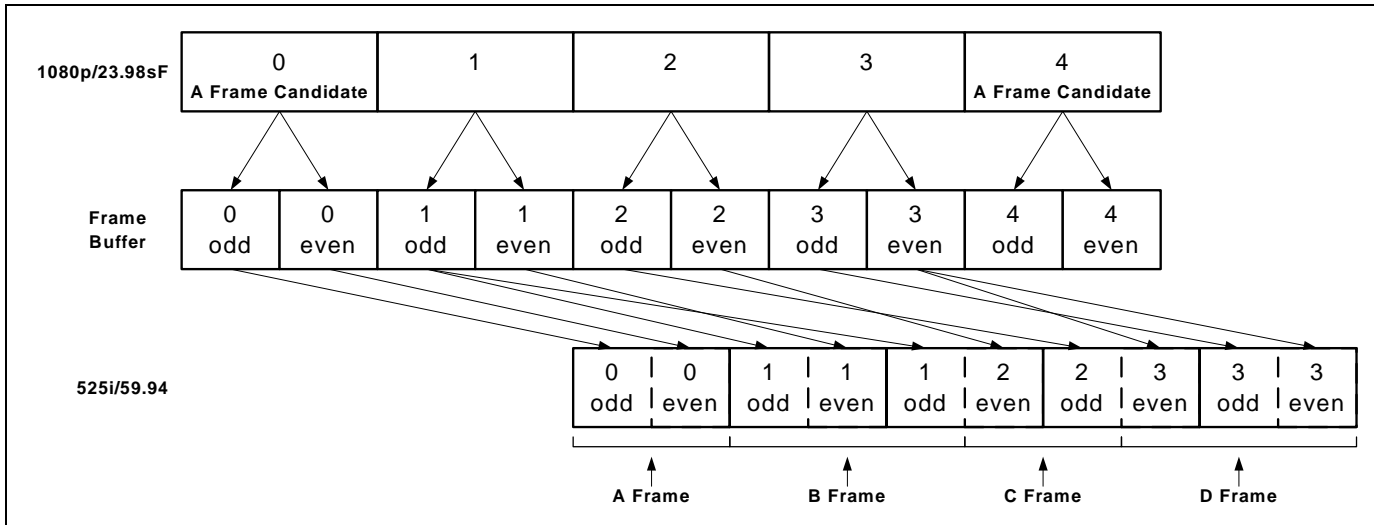 0 1 2 3 4
1080p/23.98sF
A Frame Candidate A Frame Candidate
0 0 1 1 2 2 3 3 4 4
Frame
Buffer
odd even odd even odd even odd even odd even
0 0 1 1 1 2 2 3 3 3
525i/59.94
odd even odd even odd even odd even odd even
A Frame B Frame C Frame D Frame